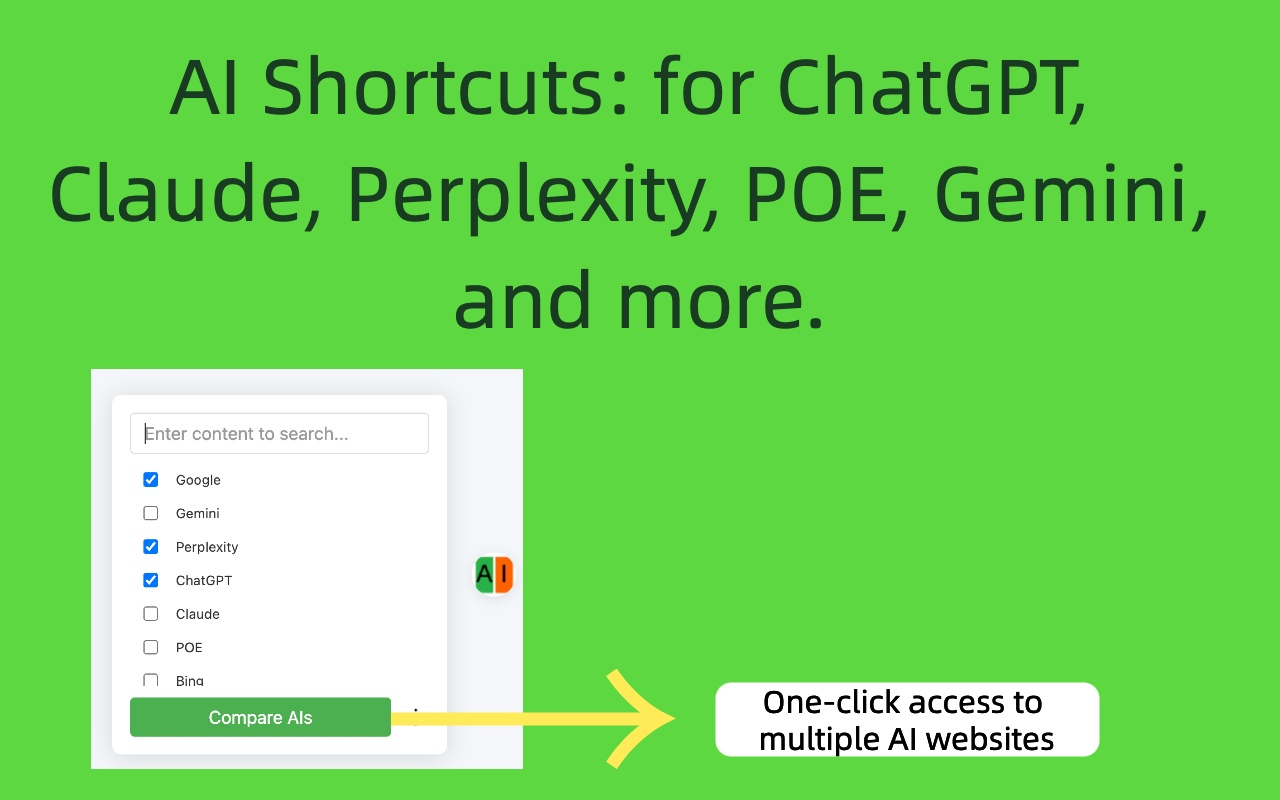 AI Shortcuts: for ChatGPT,
Claude, Perplexity, POE, Gemini,
and more.
Enter content to search...
Google
Gemini
Perplexity
ChatGPT
Claude
POE
Bing
Compare AIs
AI
One-click access to
multiple AI websites